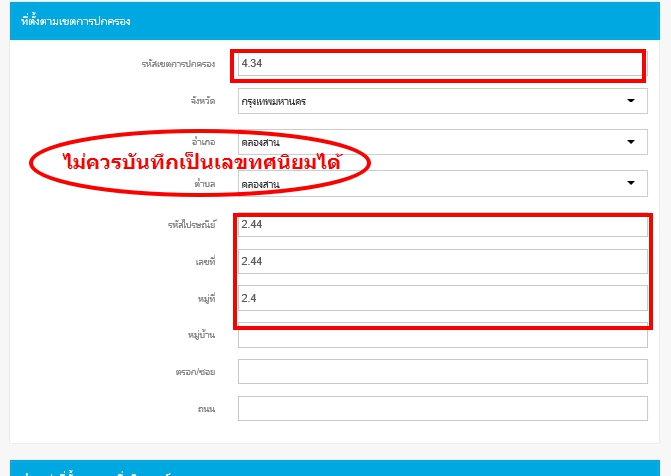 ที่ตั้งตามเขตการปกครอง
รหัสเขตการปกครอง 4.34
จังหวัด กรุงเทพมหานคร
อำเภอ คลองสาน
ไม่ควรบันทึกเป็นเลขทศนิยมได้
ตำบล คลองสาน
รหัสไปรษณีย์ 2.44
เลขที่ 2.44
หมู่ที่ 2.4
หมู่บ้าน
ตรอก/ซอย
ถนน